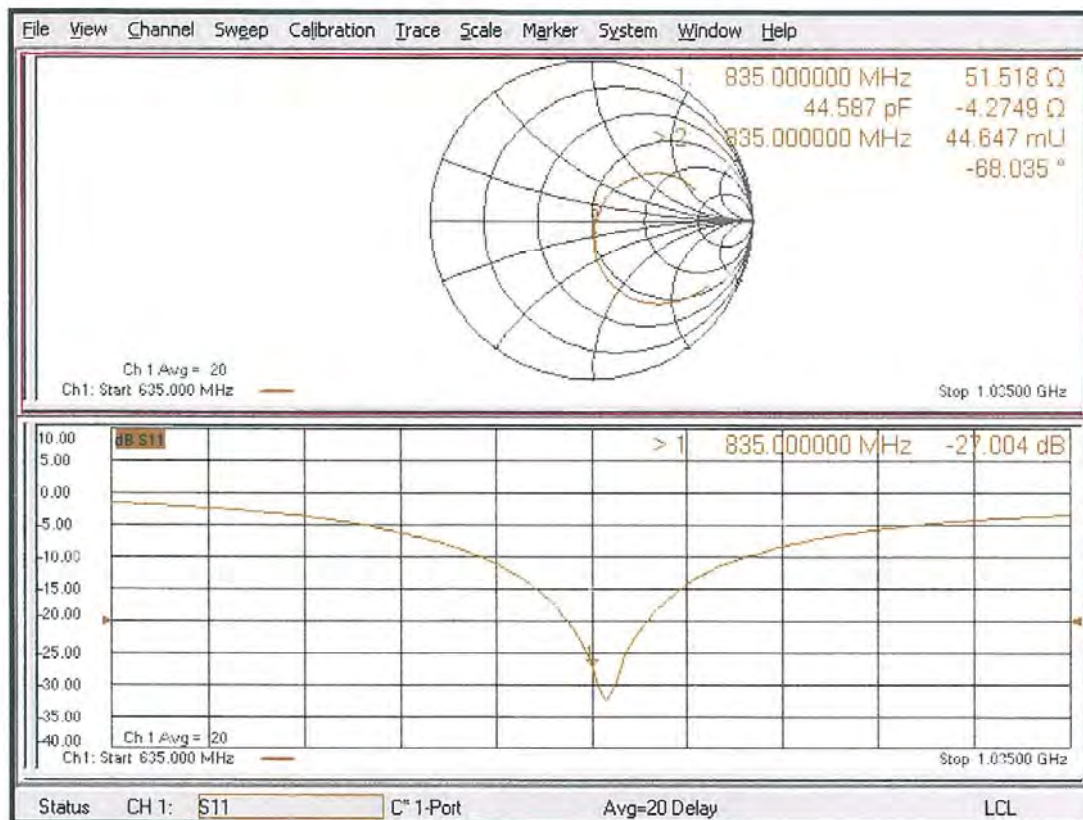 File View Channel Sweep Calibration Trace Scale Marker System Window Help
1: 835.000000 MHz 51.518 Ω
44.587 pF -4.2749 Ω
> 2 835.000000 MHz 44.647 mU
-68.035 °
Ch 1 Avg = 20
Ch1: Start 635.000 MHz
Stop 1.03500 GHz
10.00
dB S11
> 1 835.000000 MHz -27.004 dB
5.00
0.00
-5.00
-10.00
-15.00
-20.00
-25.00
1
-30.00
-35.00
-40.00
Ch 1 Avg = 20
Ch1: Start 635.000 MHz
Stop 1.03500 GHz
Status CH 1: S11 C* 1-Port Avg=20 Delay LCL